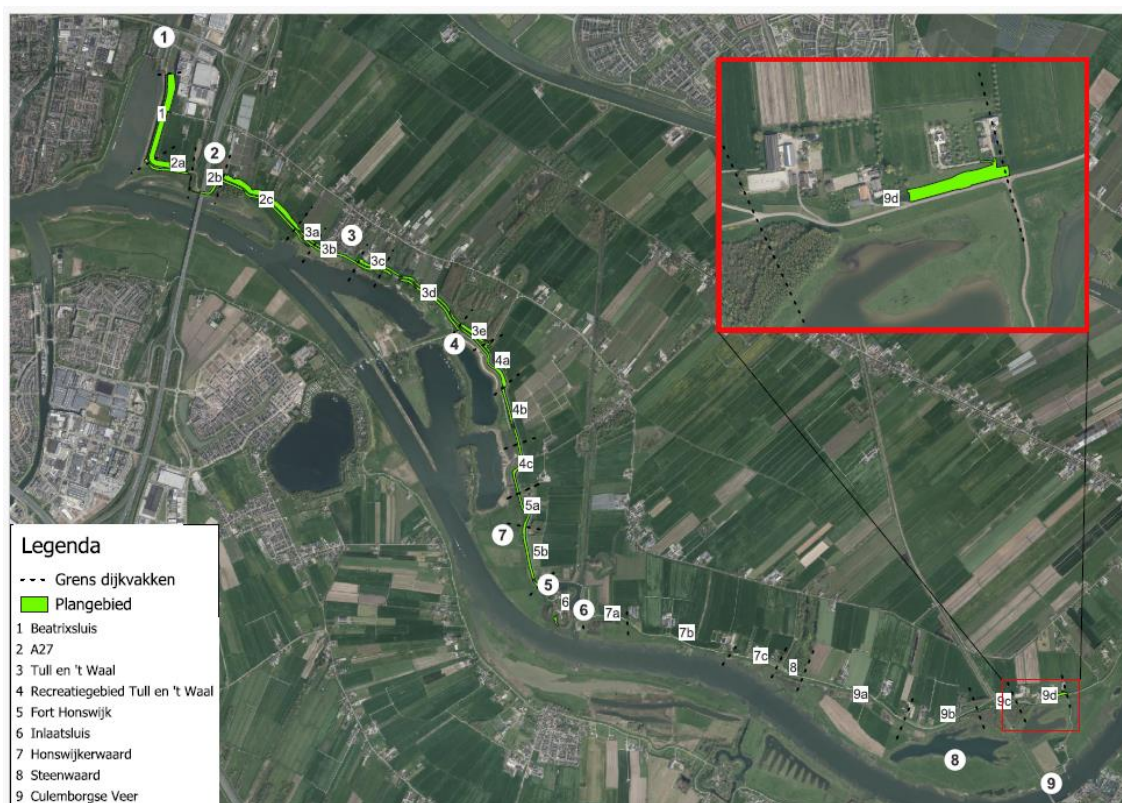 1
1
2
2a
2b
2c
3
3a
3b
3c
3d
3e
4
4a
4b
4c
5a
7
5b
5
6
6
7a
7b
7c
8
9a
9b
9c
9d
8
9
9d
Legenda
Grens dijkvakken
Plangebied
1 Beatrixsluis
2 A27
3 Tull en 't Waal
4 Recreatiegebied Tull en 't Waal
5 Fort Honswijk
6 Inlaatsluis
7 Honswijkerwaard
8 Steenwaard
9 Culemborgse Veer